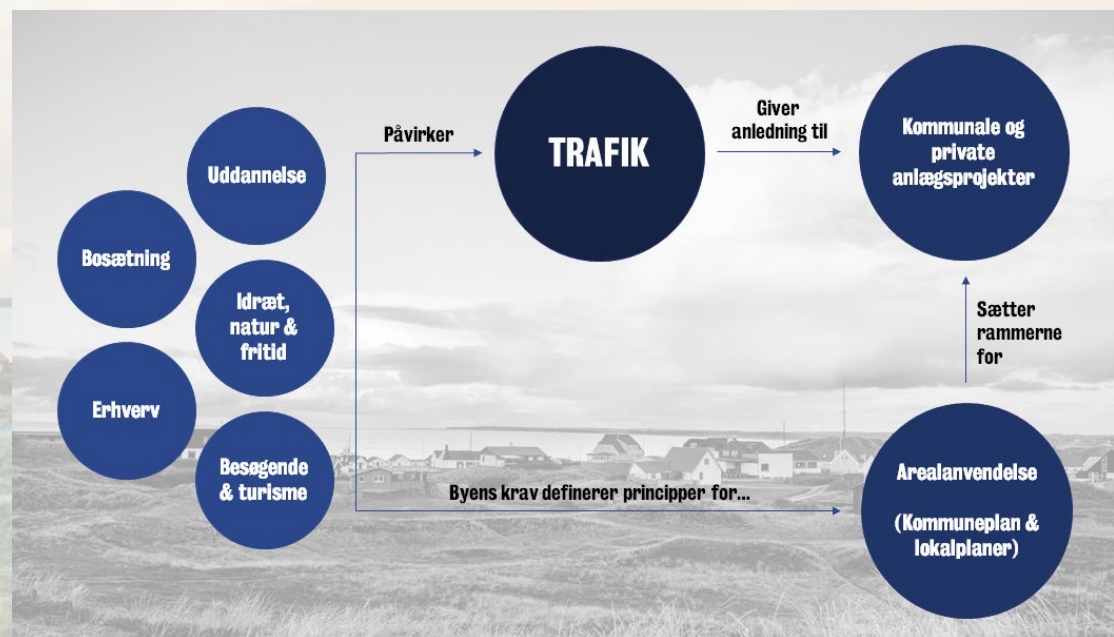 Uddannelse
Bosætning
Idræt,
natur &
fritid
Erhverv
Besøgende
& turisme
Påvirker
TRAFIK
Giver
anledning til
Kommunale og
private
anlægsprojekter
Sætter
rammerne
for
Byens krav definerer principper for...
Arealanvendelse
(Kommuneplan &
lokalplaner)